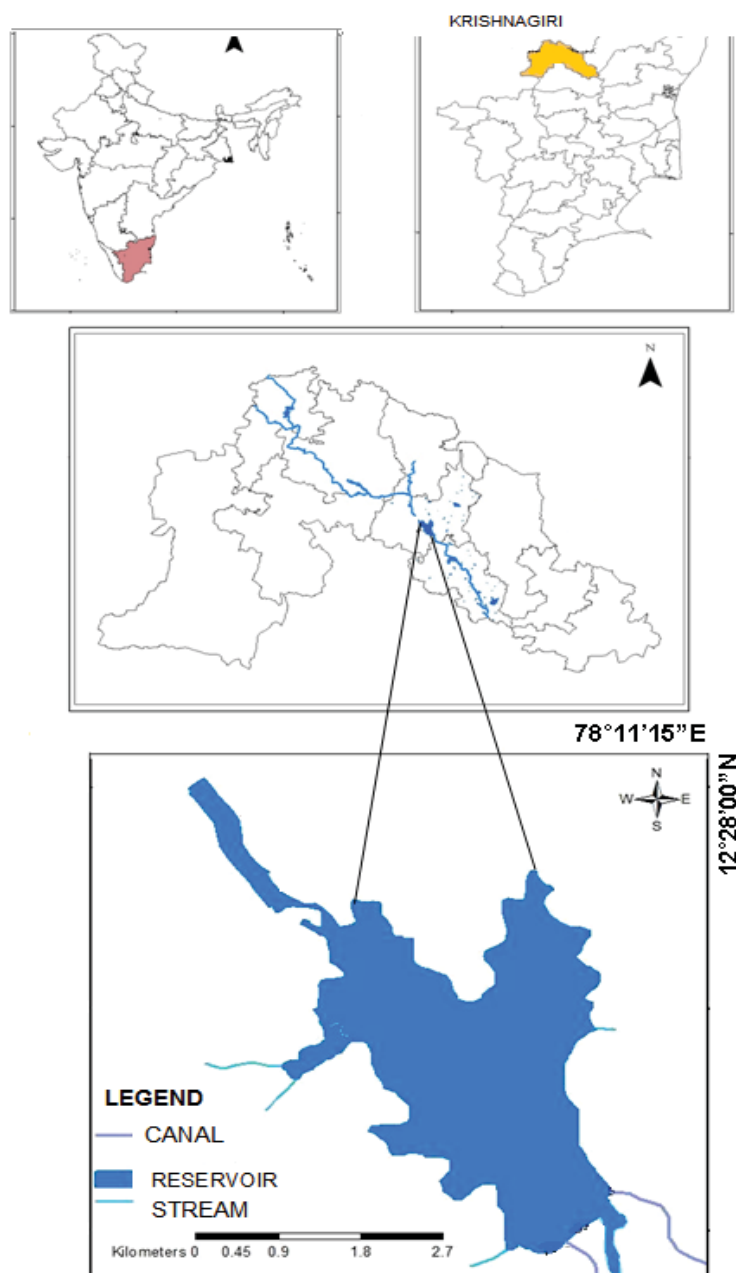 KRISHNAGIRI
N
78°11'15”E
12°28'00”N
N
W E
S
LEGEND
CANAL
RESERVOIR
STREAM
Kilometers 0 0.45 0.9 1.8 2.7